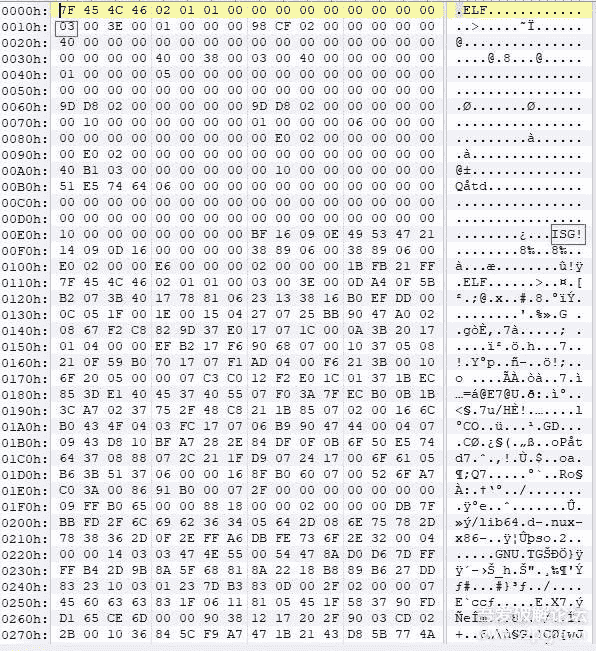 0000h: 7F 45 4C 46 02 01 01 00 00 00 00 00 00 00 00 00 .ELF............
0010h: 03 00 3E 00 01 00 00 00 98 CF 02 00 00 00 00 00 ..>.....˜Ï......
0020h: 40 00 00 00 00 00 00 00 00 00 00 00 00 00 00 00 @...............
0030h: 00 00 00 00 40 00 38 00 03 00 40 00 00 00 00 00 ....@.8...@.....
0040h: 01 00 00 00 05 00 00 00 00 00 00 00 00 00 00 00 ................
0050h: 00 00 00 00 00 00 00 00 00 00 00 00 00 00 00 00 ................
0060h: 9D D8 02 00 00 00 00 00 9D D8 02 00 00 00 00 00 .Ø.......Ø......
0070h: 00 10 00 00 00 00 00 00 01 00 00 00 06 00 00 00 ................
0080h: 00 00 00 00 00 00 00 00 00 E0 02 00 00 00 00 00 .........à......
0090h: 00 E0 02 00 00 00 00 00 00 00 00 00 00 00 00 00 .à..............
00A0h: 40 B1 03 00 00 00 00 00 00 10 00 00 00 00 00 00 @±..............
00B0h: 51 E5 74 64 06 00 00 00 00 00 00 00 00 00 00 00 Qåtd............
00C0h: 00 00 00 00 00 00 00 00 00 00 00 00 00 00 00 00 ................
00D0h: 00 00 00 00 00 00 00 00 00 00 00 00 00 00 00 00 ................
00E0h: 10 00 00 00 00 00 00 00 BF 16 09 0E 49 53 47 21 ........¿...ISG!
00F0h: 14 09 0D 16 00 00 00 00 38 89 06 00 38 89 06 00 ........8‰..8‰..
0100h: E0 02 00 00 E6 00 00 00 02 00 00 00 1B FB 21 FF à...æ........û!ÿ
0110h: 7F 45 4C 46 02 01 01 00 03 00 3E 00 0D A4 0F 5B .ELF......>..¤.[
0120h: B2 07 3B 40 17 78 81 06 23 13 38 16 B0 EF DD 00 ².;@.x..#.8.°ïÝ.
0130h: 0C 05 1F 00 1E 00 15 04 27 07 25 BB 90 47 A0 02 ........'.%».G .
0140h: 08 67 F2 C8 82 9D 37 E0 17 07 1C 00 0A 3B 20 17 .gòÈ‚.7à.....; .
0150h: 01 04 00 00 EF B2 17 F6 90 68 07 00 10 37 05 08 ....ï².ö.h...7..
0160h: 21 0F 59 B0 70 17 07 F1 AD 04 00 F6 21 3B 00 10 !.Y°p..ñ-..ö!;..
0170h: 6F 20 05 00 00 07 C3 C0 12 F2 E0 1C 01 37 1B EC o ....ÃÀ.òà..7.ì
0180h: 85 3D E1 40 45 37 40 55 07 F0 3A 7F EC B0 0B 1B …=á@E7@U.ð:.ì°..
0190h: 3C A7 02 37 75 2F 48 C8 21 1B 85 07 02 00 16 6C <§.7u/HÈ!.…....l
01A0h: B0 43 4F 04 03 FC 17 07 06 B9 90 47 44 00 04 07 °CO..ü...¹.GD...
01B0h: 09 43 D8 10 BF A7 28 2E 84 DF 0F 0B 6F 50 E5 74 .CØ.¿§(.„ß..oPåt
01C0h: 64 37 08 88 07 2C 21 1F D9 07 24 17 00 6F 61 05 d7.ˆ.,!.Ù.$..oa.
01D0h: B6 3B 51 37 06 00 00 16 8F B0 60 07 00 52 6F A7 ¶;Q7.....°`..Ro§
01E0h: C0 3A 00 86 91 B0 00 07 2F 00 00 00 00 00 00 00 À:.†‘°../.......
01F0h: 09 FF B0 65 00 00 88 18 00 00 02 00 00 00 DB 7F .ÿ°e..ˆ.......Û.
0200h: BB FD 2F 6C 69 62 36 34 05 64 2D 08 6E 75 78 2D »ý/lib64.d-.nux-
0210h: 78 38 36 2D 0F 2E FF A6 DB FE 73 6F 2E 32 00 04 x86-..ÿ¦Ûþso.2..
0220h: 00 00 14 03 03 47 4E 55 00 54 47 8A D0 D6 7D FF .....GNU.TGŠÐÖ}ÿ
0230h: FF B4 2D 9B 8A 5F 68 81 8A 22 18 B8 89 B6 27 DD
0240h: 83 23 10 03 01 23 7D B3 83 0D 00 2F 02 00 00 07
0250h: 45 60 63 63 83 1F 06 11 81 05 45 1F 58 37 90 FD
0260h: D1 65 CE 6D 00 00 90 38 12 17 20 2F 90 03 CD 02
0270h: 2B 00 10 36 84 5C F9 A7 47 1B 21 43 D8 5B 77 4A